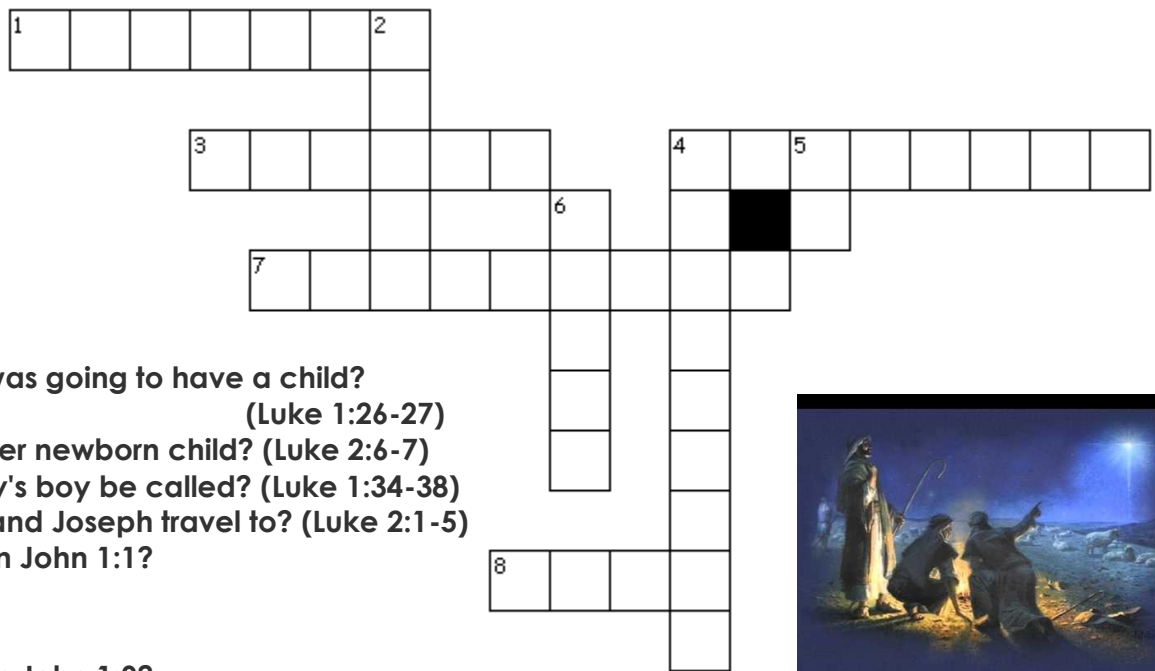 1 2
3 4 5
6
7
was going to have a child?
(Luke 1:26-27)
er newborn child? (Luke 2:6-7)
y's boy be called? (Luke 1:34-38)
and Joseph travel to? (Luke 2:1-5)
n John 1:1?
8